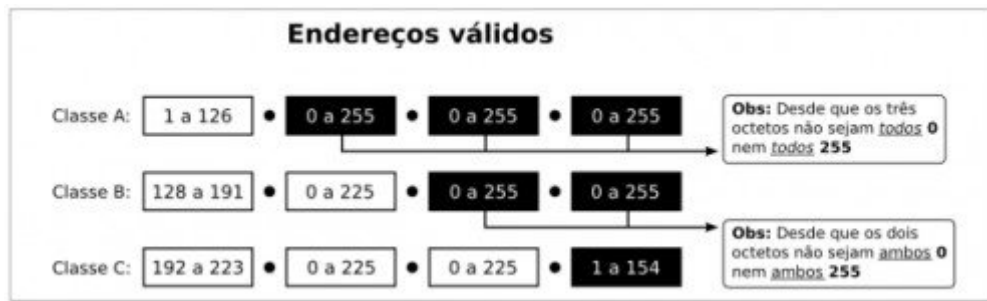 Endereços válidos
Classe A: 1 a 126 • 0 a 255 • 0 a 255 • 0 a 255
Obs: Desde que os três
octetos não sejam todos 0
nem todos 255
Classe B: 128 a 191 • 0 a 225 • 0 a 255 • 0 a 255
Obs: Desde que os dois
octetos não sejam ambos 0
nem ambos 255
Classe C: 192 a 223 • 0 a 225 • 0 a 225 • 1 a 154